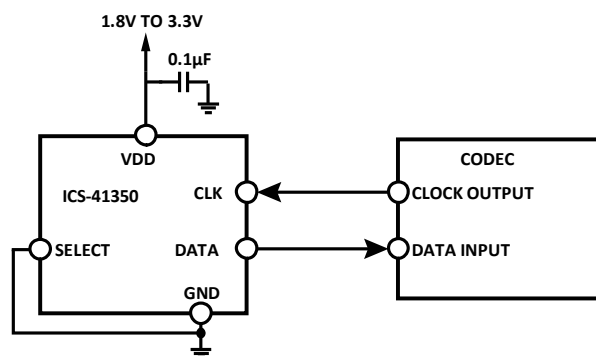 1.8V TO 3.3V
0.1µF
VDD
CODEC
ICS-41350
CLK
CLOCK OUTPUT
SELECT
DATA
DATA INPUT
GND